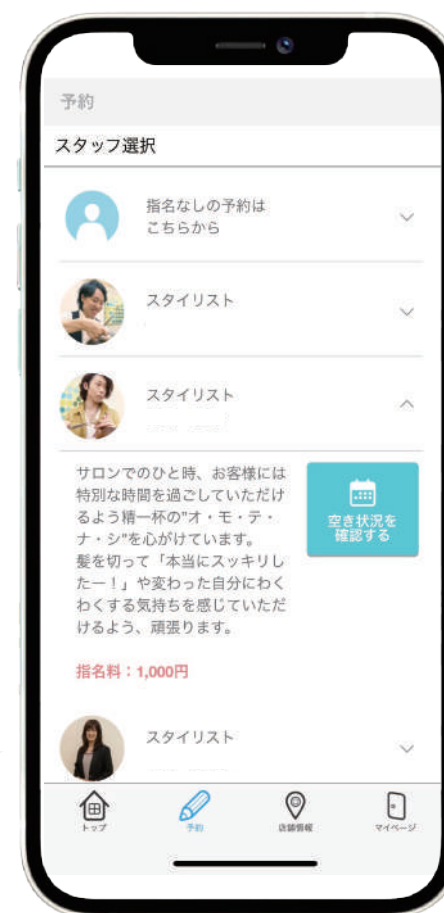 予約
スタッフ選択
指名なしの予約は
こちらから
スタイリスト
スタイリスト
サロンでのひと時、お客様には
特別な時間を過ごしていただけ
るよう精一杯の"オ・モ・テ・
ナ・シ"を心がけています。
髪を切って「本当にスッキリし
たー！」や変わった自分にわく
わくする気持ちを感じていただ
けるよう、頑張ります。
空き状況を
確認する
指名料：1,000円
スタイリスト
トップ
予約
店舗情報
マイページ